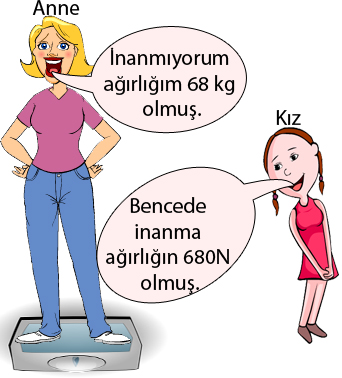 Anne
İnanmıyorum
ağırlığım 68 kg
olmuş.
Kız
Bencede
inanma
ağırlığın 680N
olmuş.